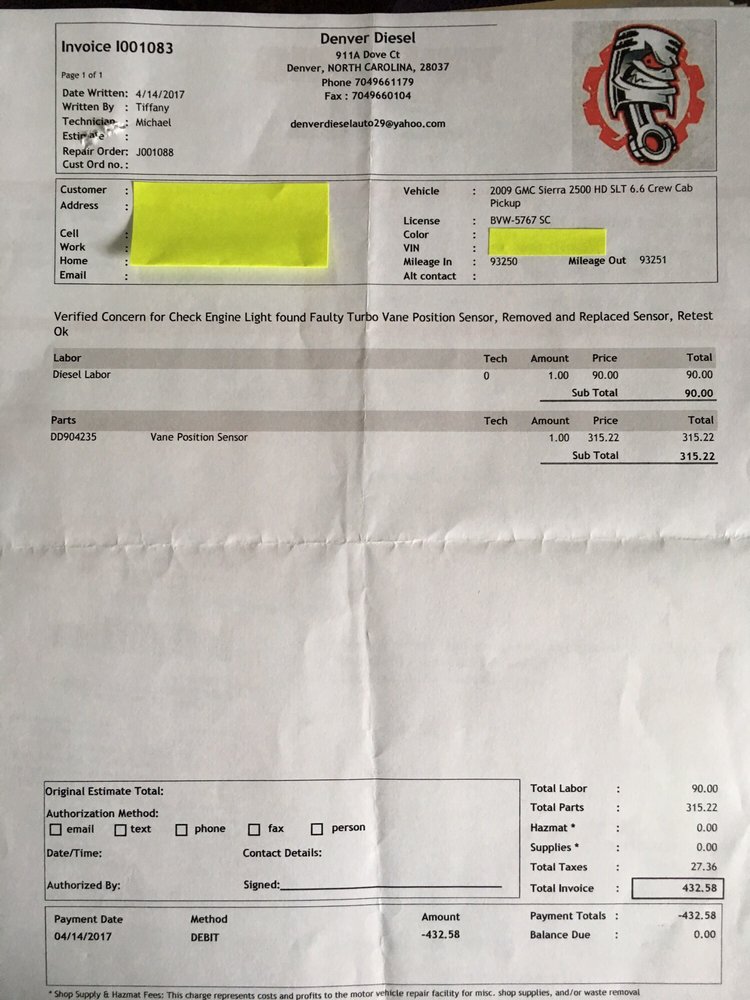 Invoice I001083
Page 1 of 1
Denver Diesel
911A Dove Ct
Denver, NORTH CAROLINA, 28037
Phone 7049661179
Fax : 7049660104
denverdieselauto29@yahoo.com
Date Written: 4/14/2017
Written By : Tiffany
Technician : Michael
Estimate :
Repair Order: J001088
Cust Ord no.:
Customer :
Address :
Cell :
Work :
Home :
Email :
Vehicle : 2009 GMC Sierra 2500 HD SLT 6.6 Crew Cab
Pickup
License : BVW-5767 SC
Color :
VIN :
Mileage In : 93250 Mileage Out 93251
Alt contact :
Verified Concern for Check Engine Light found Faulty Turbo Vane Position Sensor, Removed and Replaced Sensor, Retest
Ok
Labor Tech Amount Price Total
Diesel Labor 0 1.00 90.00 90.00
Sub Total 90.00
Parts Tech Amount Price Total
DD904235 Vane Position Sensor 1.00 315.22 315.22
Sub Total 315.22
Original Estimate Total:
Authorization Method:
email text phone fax person
Date/Time: Contact Details:
Authorized By: Signed:
Total Labor : 90.00
Total Parts : 315.22
Hazmat * : 0.00
Supplies * : 0.00
Total Taxes : 27.36
Total Invoice : 432.58
Payment Date Method Amount
04/14/2017 DEBIT -432.58
Payment Totals : -432.58
Balance Due : 0.00
* Shop Supply & Hazmat Fees: This charge represents costs and profits to the motor vehicle repair facility for misc. shop supplies, and/or waste removal